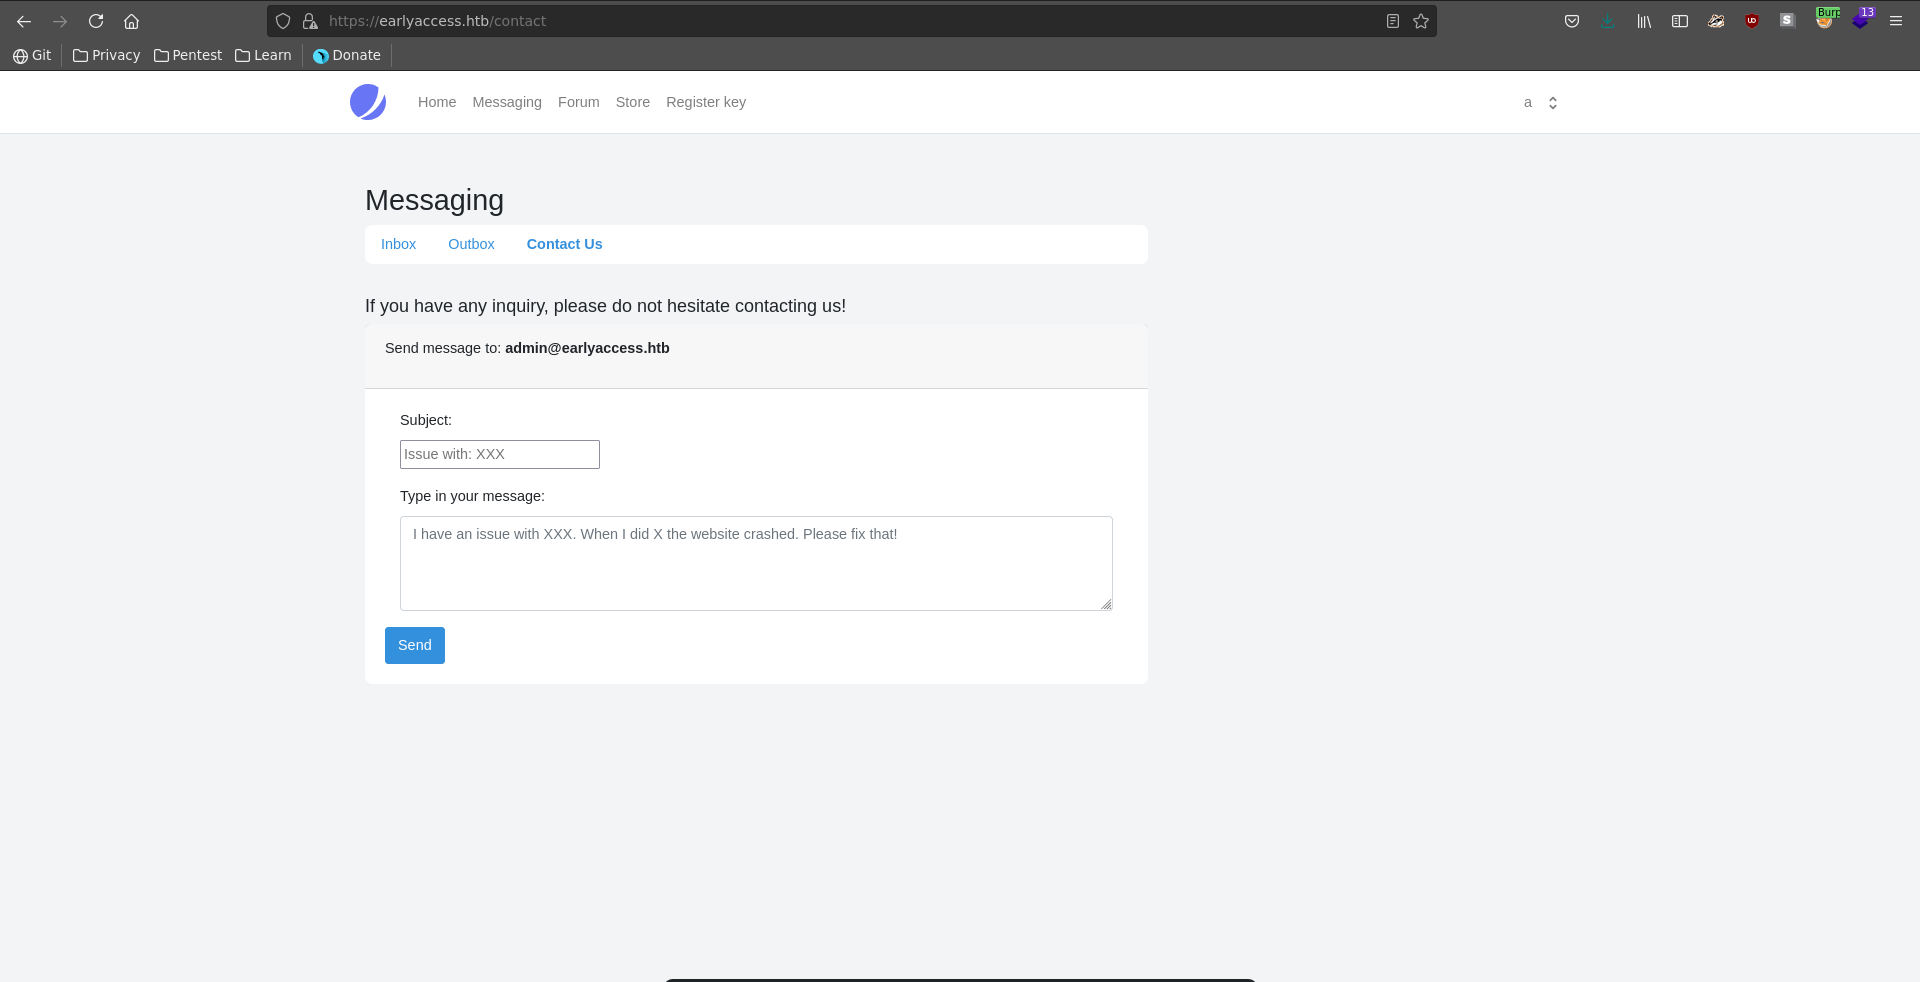 https://earlyaccess.htb/contact
Burp 13
Git Privacy Pentest Learn Donate
Home Messaging Forum Store Register key a
Messaging
Inbox Outbox Contact Us
If you have any inquiry, please do not hesitate contacting us!
Send message to: admin@earlyaccess.htb
Subject:
Issue with: XXX
Type in your message:
I have an issue with XXX. When I did X the website crashed. Please fix that!
Send